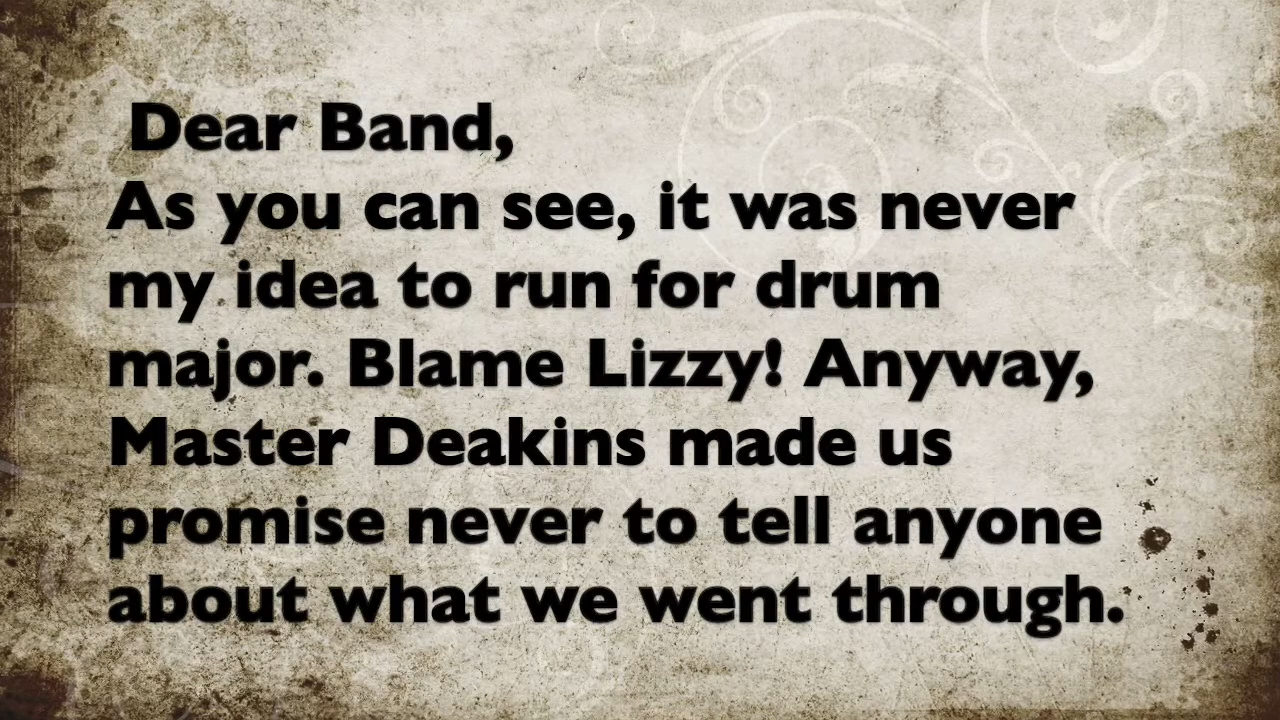 Dear Band,
As you can see, it was never
my idea to run for drum
major. Blame Lizzy! Anyway,
Master Deakins made us
promise never to tell anyone
about what we went through.